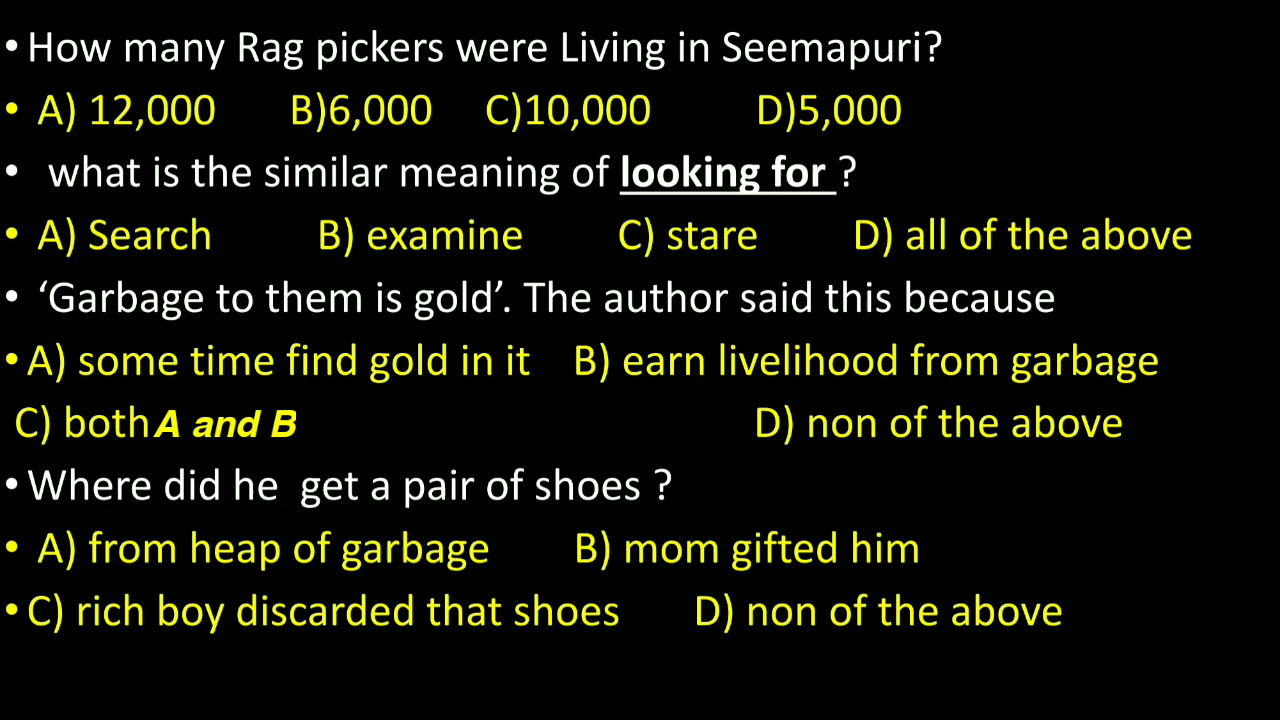 •How many Rag pickers were Living in Seemapuri?
• A) 12,000 B)6,000 C)10,000 D)5,000
• what is the similar meaning of looking for ?
• A) Search B) examine C) stare D) all of the above
• ‘Garbage to them is gold’. The author said this because
•A) some time find gold in it B) earn livelihood from garbage
C) both A and B D) non of the above
•Where did he get a pair of shoes ?
• A) from heap of garbage B) mom gifted him
•C) rich boy discarded that shoes D) non of the above